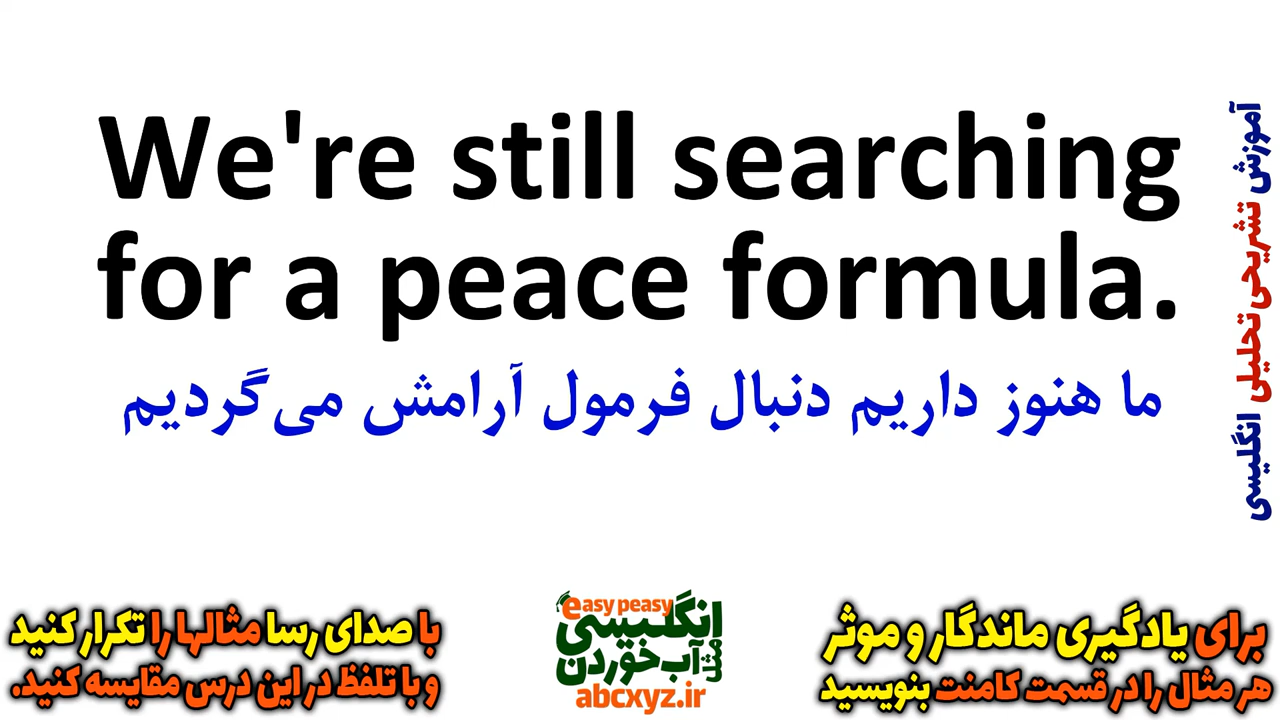 We're still searching
for a peace formula.
ما هنوز داریم دنبال فرمول آرامش می‌گردیم
آموزش تشریحی تحلیلی انگلیسی
برای یادگیری ماندگار و موثر
هر مثال را در قسمت کامنت بنویسید
easy peasy
انگلیسی
مثل آب خوردن
abcxyz.ir
با صدای رسا مثالها را تکرار کنید
و با تلفظ در این درس مقایسه کنید.